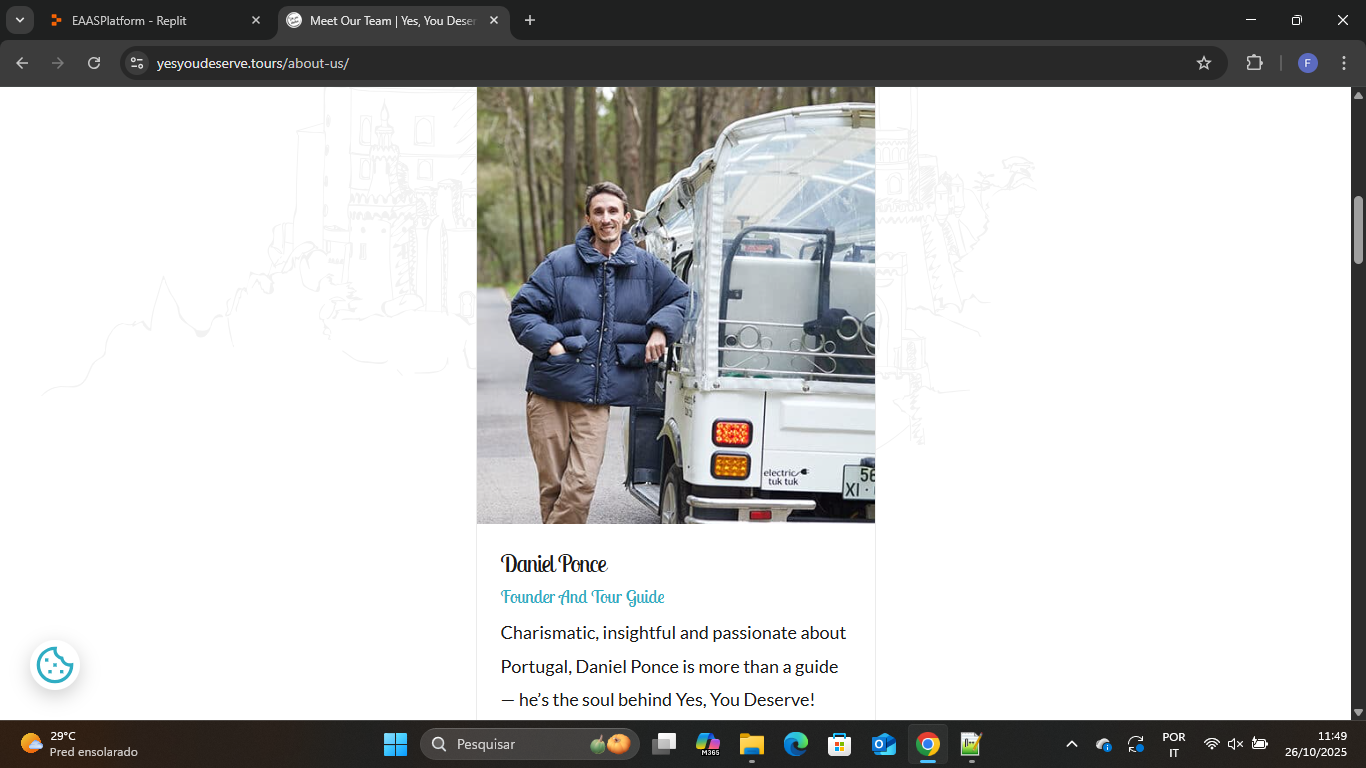 EAASPlatform - Replit
Meet Our Team | Yes, You Deser
yesyoudeserve.tours/about-us/
F
electric
tuk tuk
56
XI
Daniel Ponce
Founder And Tour Guide
Charismatic, insightful and passionate about
Portugal, Daniel Ponce is more than a guide
— he's the soul behind Yes, You Deserve!
29°C
Pred ensolarado
Pesquisar
M365
POR
IT
11:49
26/10/2025